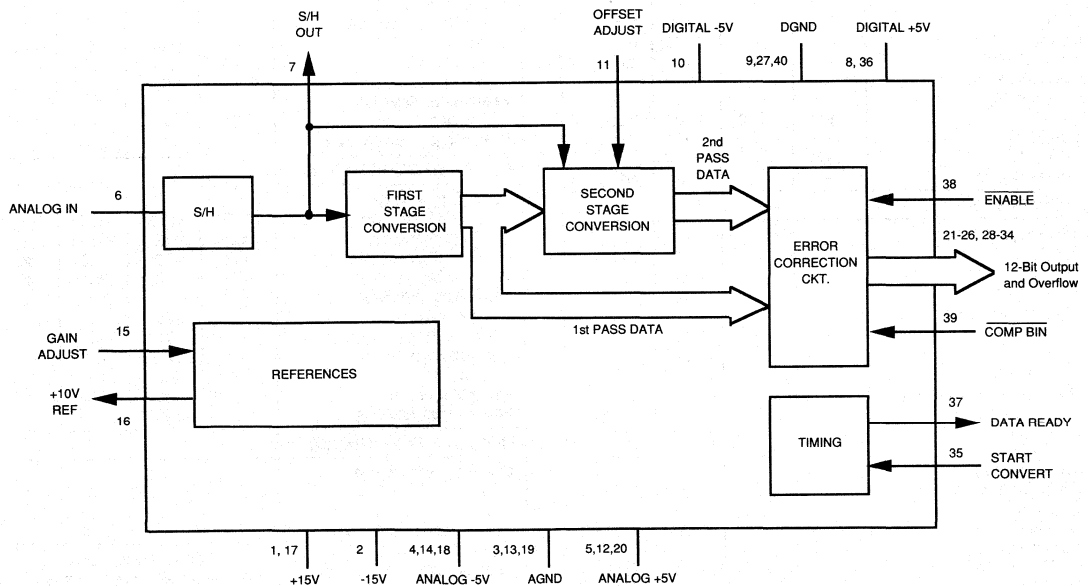 S/H
OUT
7
OFFSET
ADJUST
11
DIGITAL -5V
10
DGND
9,27,40
DIGITAL +5V
8, 36
2nd
PASS
DATA
ANALOG IN
6
S/H
FIRST
STAGE
CONVERSION
SECOND
STAGE
CONVERSION
ERROR
CORRECTION
CKT.
38
ENABLE
21-26, 28-34
12-Bit Output
and Overflow
39
COMP BIN
1st PASS DATA
GAIN
ADJUST
15
REFERENCES
+10V
REF
16
TIMING
37
DATA READY
35
START
CONVERT
1, 17
+15V
2
-15V
4,14,18
ANALOG -5V
3,13,19
AGND
5,12,20
ANALOG +5V